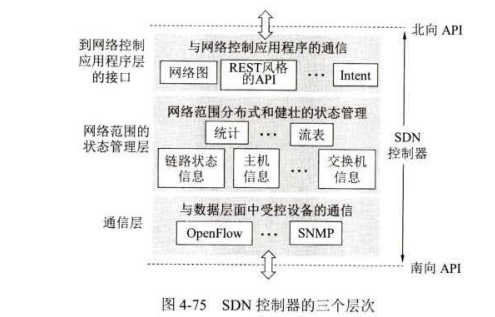 北向 API
到网络控制
应用程序层
的接口
与网络控制应用程序的通信
网络图
REST风格
的API
···
Intent
网络范围的
状态管理层
网络范围分布式和健壮的状态管理
统计
···
流表
链路状态
信息
主机
信息
···
交换机
信息
SDN
控制器
通信层
与数据层面中受控设备的通信
OpenFlow
···
SNMP
南向 API
图 4-75 SDN 控制器的三个层次